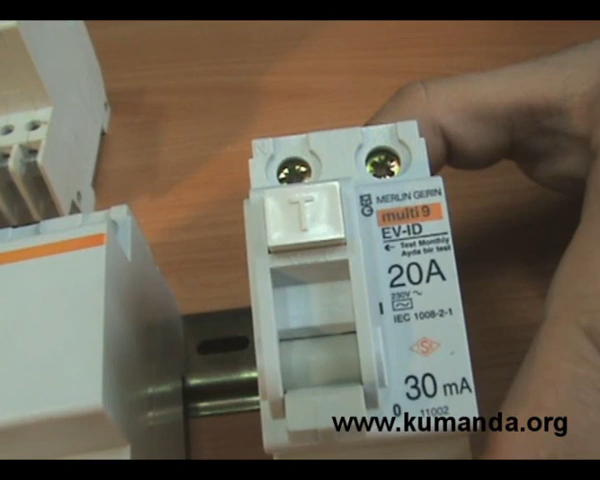 T
MERLIN GERIN
multi 9
EV-ID
← Test Monthly
Ayda bir test
20A
230V ~
I
IEC 1008-2-1
S
30 mA
0
11002
www.kumanda.org